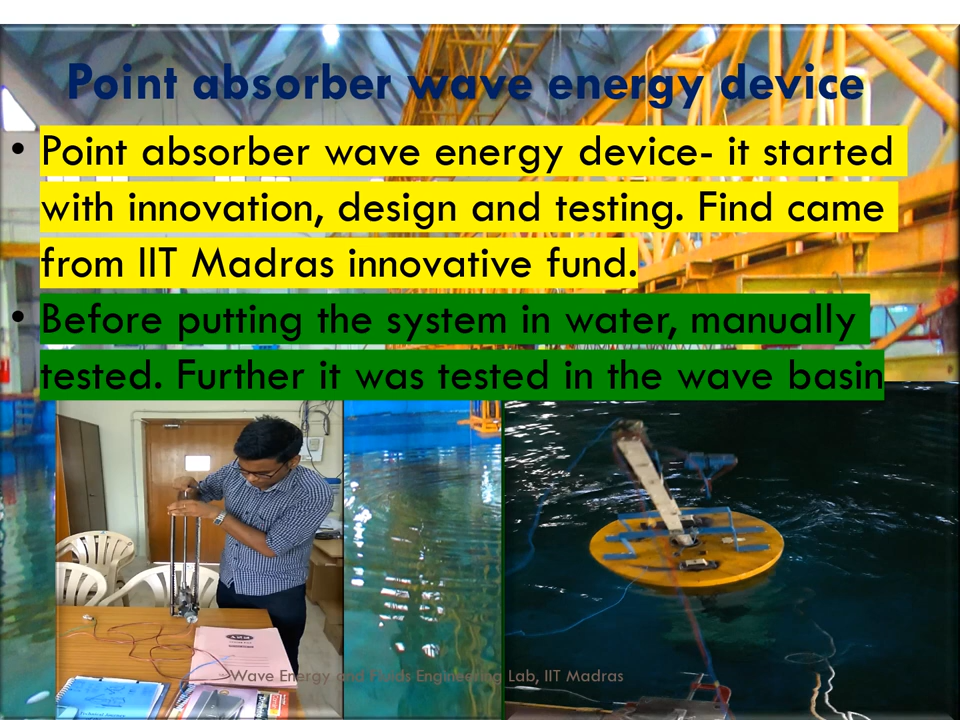 Point absorber wave energy device
• Point absorber wave energy device- it started
with innovation, design and testing. Find came
from IIT Madras innovative fund.
• Before putting the system in water, manually
tested. Further it was tested in the wave basin
Wave Energy and Fluids Engineering Lab, IIT Madras